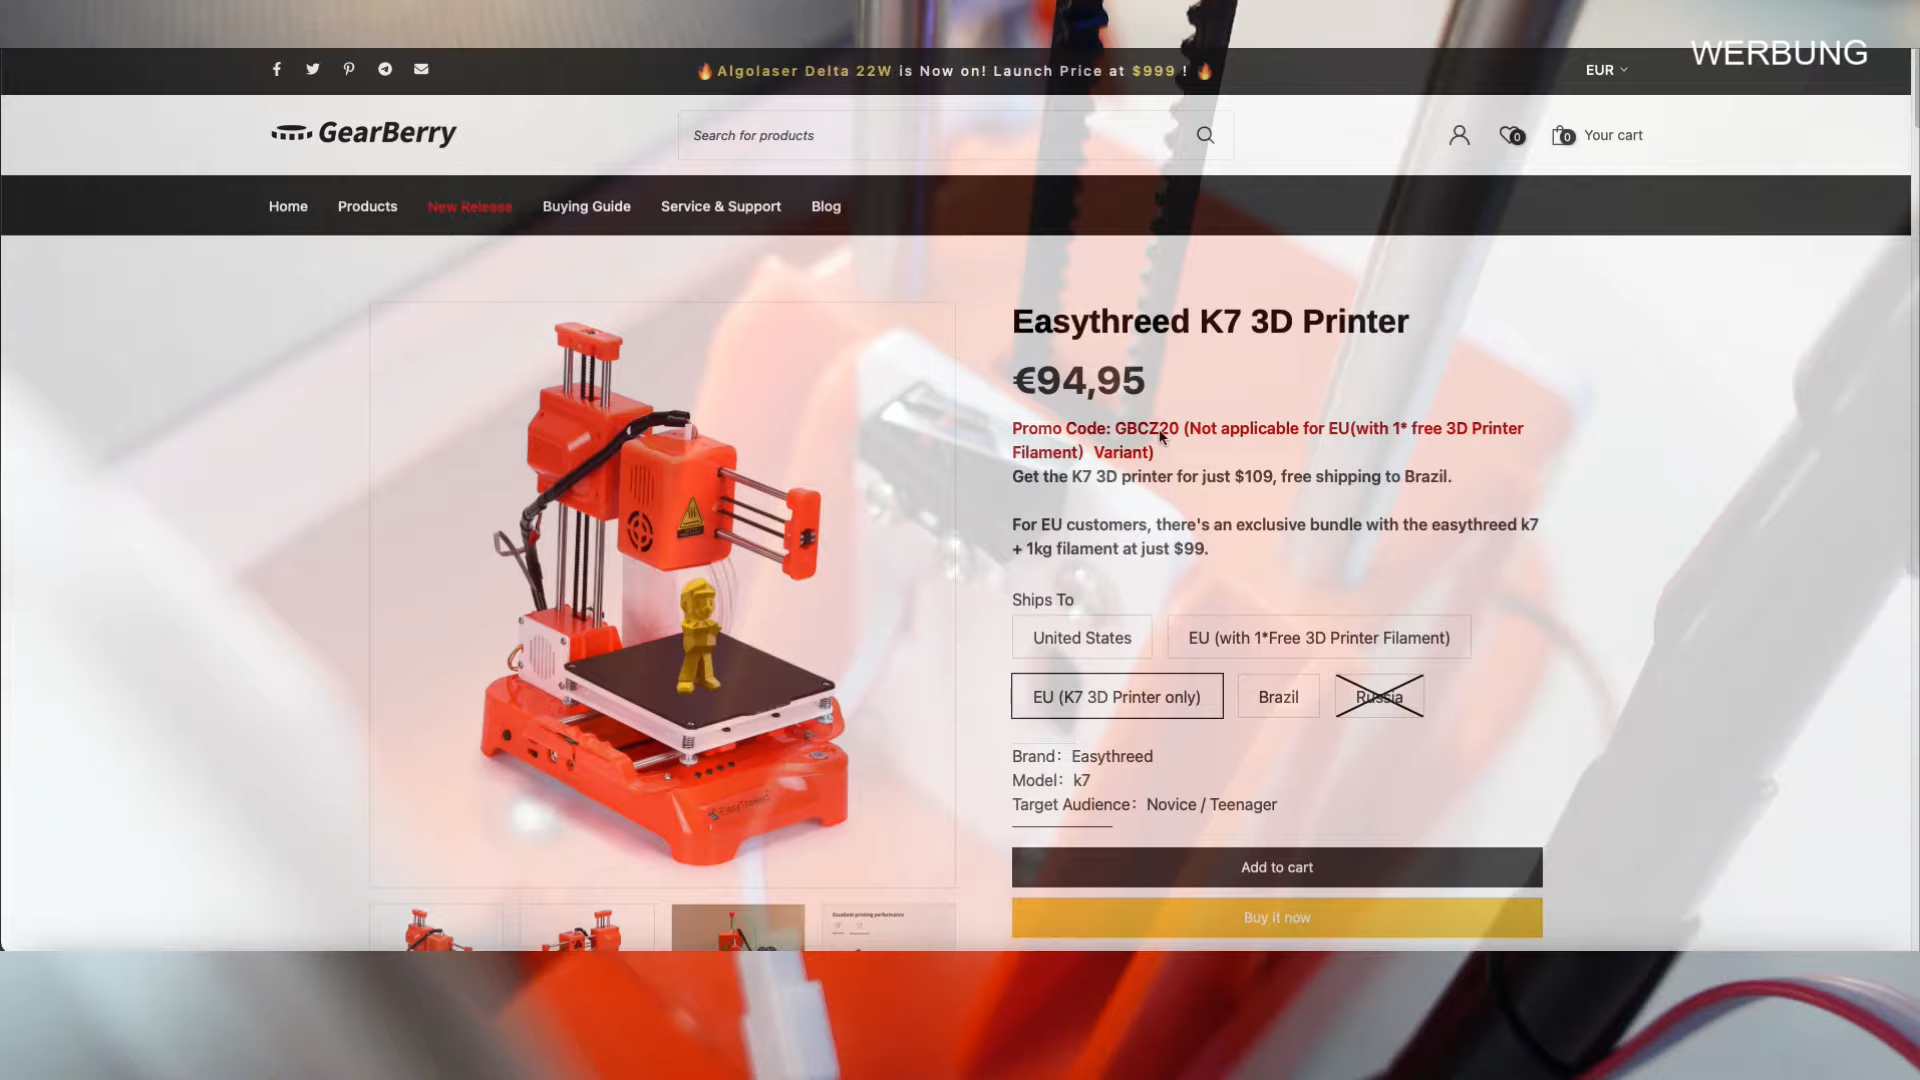 WERBUNG
🔥Algolaser Delta 22W is Now on! Launch Price at $999 ! 🔥
EUR
GearBerry
Search for products
0
0
Your cart
Home
Products
New Release
Buying Guide
Service & Support
Blog
Easythreed K7 3D Printer
€94,95
Promo Code: GBCZ20 (Not applicable for EU(with 1* free 3D Printer
Filament) Variant)
Get the K7 3D printer for just $109, free shipping to Brazil.
For EU customers, there's an exclusive bundle with the easythreed k7
+ 1kg filament at just $99.
Ships To
United States
EU (with 1*Free 3D Printer Filament)
EU (K7 3D Printer only)
Brazil
Russia
Brand: Easythreed
Model: k7
Target Audience: Novice / Teenager
Add to cart
Buy it now
EasyThreed